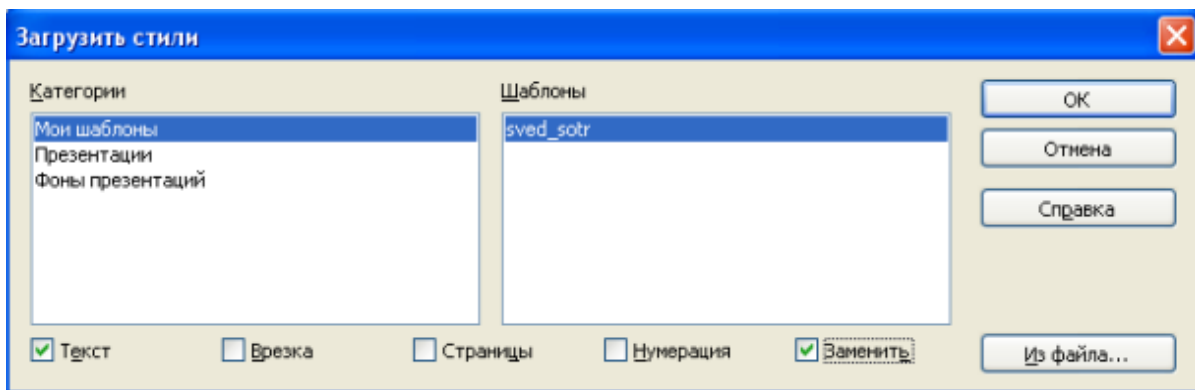 Загрузить стили
Категории
Шаблоны
Мои шаблоны
Презентации
Фоны презентаций
sved_sotr
ОК
Отмена
Справка
Текст
Врезка
Страницы
Нумерация
Заменить
Из файла...